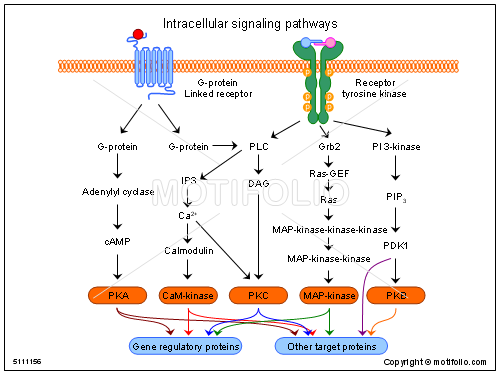 Intracellular signaling pathways
G-protein
Linked receptor
Receptor
tyrosine kinase
P
P
P
P
P
P
G-protein
G-protein
PLC
Grb2
PI3-kinase
Adenylyl cyclase
IP3
DAG
Ras-GEF
Ras
PIP3
MOTIFOLIO
Ca2+
cAMP
Calmodulin
MAP-kinase-kinase-kinase
MAP-kinase-kinase
PDK1
PKA
CaM-kinase
PKC
MAP-kinase
PKB
Gene regulatory proteins
Other target proteins
5111156
Copyright ® motifolio.com